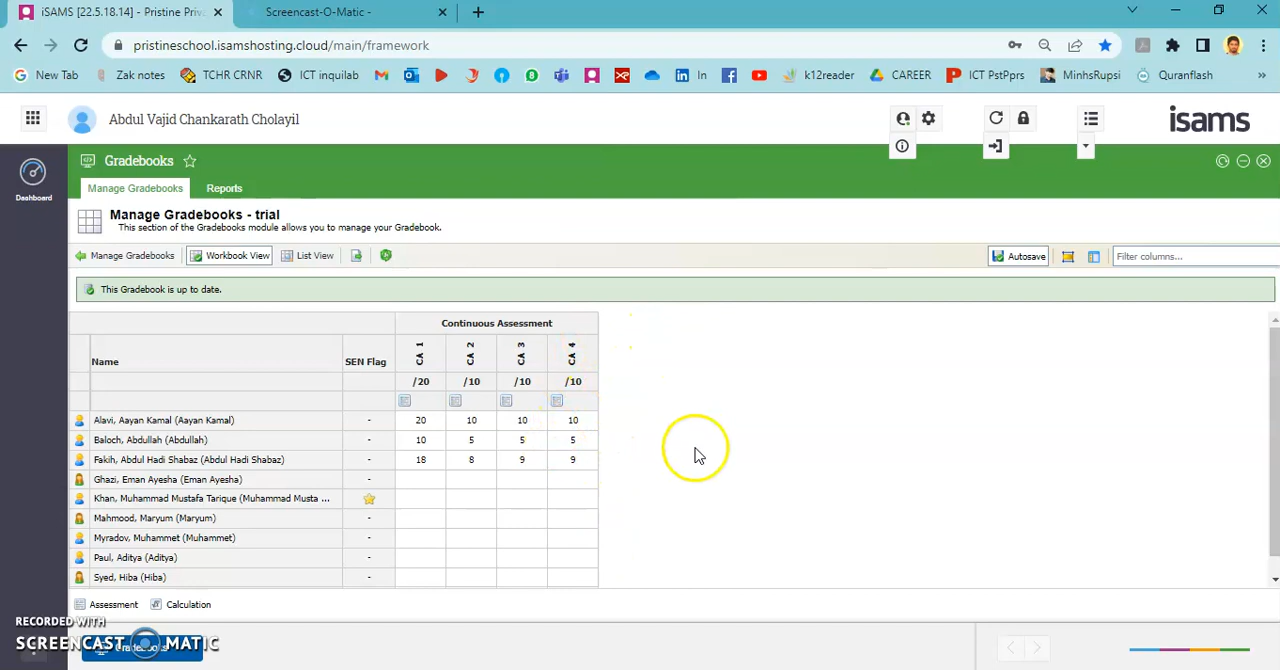 iSAMS [22.5.18.14] - Pristine Priv
Screencast-O-Matic -
pristineschool.isamshosting.cloud/main/framework
New Tab Zak notes TCHR CRNR ICT inquilab In k12reader CAREER ICT PstPprs MinhsRupsi Quranflash »
Abdul Vajid Chankarath Cholayil
isams
Gradebooks
Dashboard
Manage Gradebooks Reports
Manage Gradebooks - trial
This section of the Gradebooks module allows you to manage your Gradebook.
Manage Gradebooks Workbook View List View Autosave Filter columns...
This Gradebook is up to date.
Continuous Assessment
Name SEN Flag CA 1 CA 2 CA 3 CA 4
/20 /10 /10 /10
Alavi, Aayan Kamal (Aayan Kamal) - 20 10 10 10
Baloch, Abdullah (Abdullah) - 10 5 5 5
Fakih, Abdul Hadi Shabaz (Abdul Hadi Shabaz) - 18 8 9 9
Ghazi, Eman Ayesha (Eman Ayesha) -
Khan, Muhammad Mustafa Tarique (Muhammad Musta ...
Mahmood, Maryum (Maryum) -
Myradov, Muhammet (Muhammet) -
Paul, Aditya (Aditya) -
Syed, Hiba (Hiba) -
Assessment Calculation
RECORDED WITH
SCREENCAST MATIC